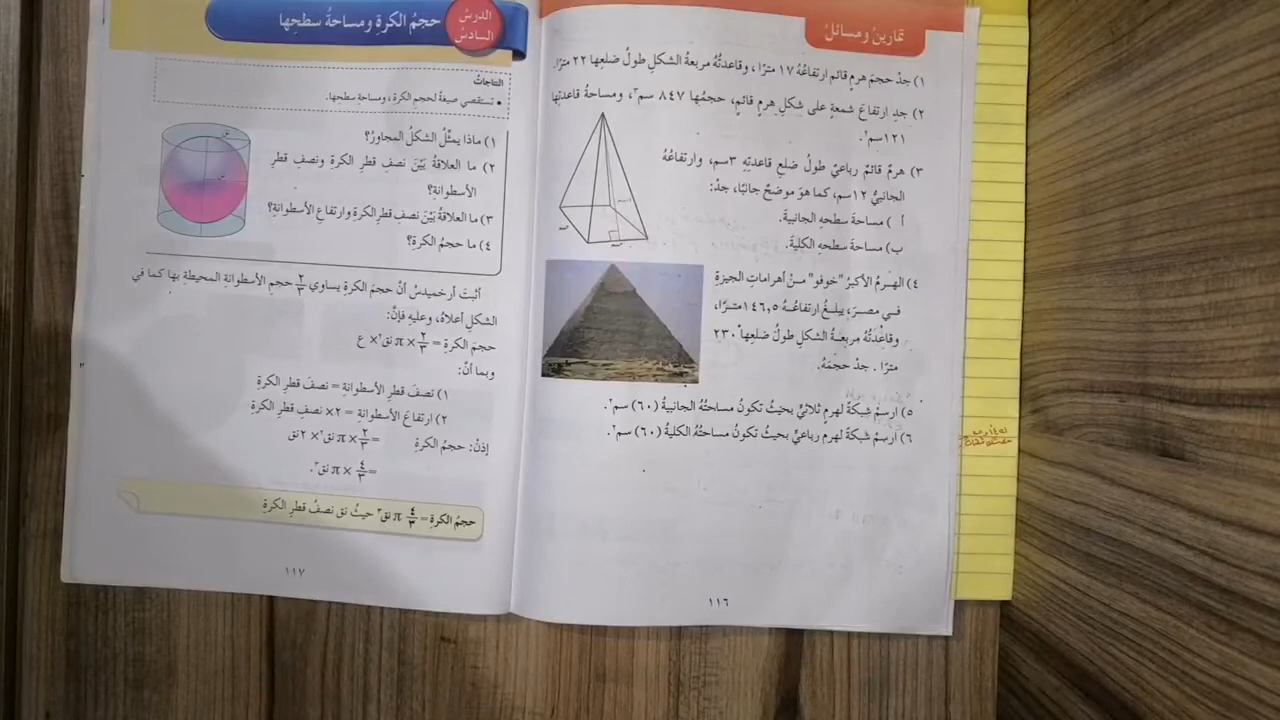 تمارينُ ومسائلُ
١) جدْ حجمَ هرمٍ قائمٍ ارتفاعُهُ ١٧ مترًا، وقاعدتُهُ مربعةُ الشكلِ طولُ ضلعِها ٢٢ مترًا.
٢) جدِ ارتفاعَ شمعةٍ على شكلِ هرمٍ قائمٍ، حجمُها ٨٤٧ سم٣، ومساحةُ قاعدتِها
١٢١سم٢.
٣) هرمٌ قائمٌ رباعيٌّ طولُ ضلعِ قاعدتِهِ ٣سم، وارتفاعُهُ
الجانبيُّ ١٢سم، كما هوَ موضحٌ جانبًا، جدْ:
أ ) مساحةَ سطحِهِ الجانبيةَ.
ب) مساحةَ سطحِهِ الكليةَ.
٤) الهرمُ الأكبرُ "خوفو" منْ أهراماتِ الجيزةِ
في مصرَ، يبلغُ ارتفاعُهُ ١٤٦,٥مترًا،
وقاعدتُهُ مربعةُ الشكلِ طولُ ضلعِها ٢٣٠
مترًا . جدْ حجمَهُ.
٥) ارسمْ شبكةً لهرمٍ ثلاثيٍّ بحيثُ تكونُ مساحتُهُ الجانبيةُ (٦٠) سم٢.
٦) ارسمْ شبكةً لهرمٍ رباعيٍّ بحيثُ تكونُ مساحتُهُ الكليةُ (٦٠) سم٢.
١١٦
الدرسُ
السادسُ
حجمُ الكرةِ ومساحةُ سطحِها
النتاجاتُ
• تستقصي صيغةً لحجمِ الكرةِ، ومساحةِ سطحِها.
١) ماذا يمثِّلُ الشكلُ المجاورُ؟
٢) ما العلاقةُ بَيْنَ نصفِ قطرِ الكرةِ ونصفِ قطرِ
الأسطوانةِ؟
٣) ما العلاقةُ بَيْنَ نصفِ قطرِ الكرةِ وارتفاعِ الأسطوانةِ؟
٤) ما حجمُ الكرةِ؟
أثبتَ أرخميدسُ أنَّ حجمَ الكرةِ يساوي ٢/٣ حجمِ الأسطوانةِ المحيطةِ بها كما في
الشكلِ أعلاهُ، وعليهِ فإنَّ:
حجمَ الكرةِ = ٢/٣ × π نق٢ × ع
وبما أنَّ:
١) نصفَ قطرِ الأسطوانةِ = نصفَ قطرِ الكرةِ
٢) ارتفاعَ الأسطوانةِ = ٢× نصفِ قطرِ الكرةِ
إذنْ: حجمُ الكرةِ = ٢/٣ × π نق٢ × ٢نق
= ٤/٣ × π نق٣.
حجمُ الكرةِ = ٤/٣ π نق٣ حيثُ نق نصفُ قطرِ الكرةِ
١١٧